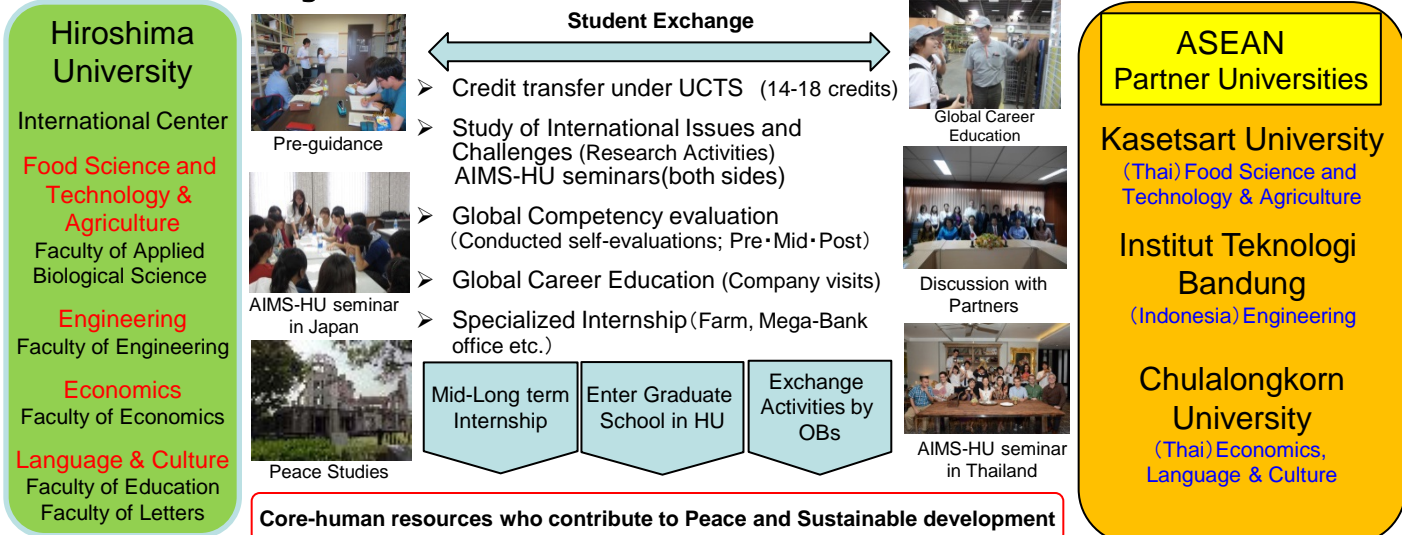 Hiroshima
University
International Center
Food Science and
Technology &
Agriculture
Faculty of Applied
Biological Science
Engineering
Faculty of Engineering
Economics
Faculty of Economics
Language & Culture
Faculty of Education
Faculty of Letters
Pre-guidance
AIMS-HU seminar
in Japan
Peace Studies
Student Exchange
➤ Credit transfer under UCTS (14-18 credits)
➤ Study of International Issues and
Challenges (Research Activities)
AIMS-HU seminars(both sides)
➤ Global Competency evaluation
（Conducted self-evaluations; Pre・Mid・Post）
➤ Global Career Education (Company visits)
➤ Specialized Internship（Farm, Mega-Bank
office etc.）
Mid-Long term
Internship
Enter Graduate
School in HU
Exchange
Activities by
OBs
Global Career
Education
Discussion with
Partners
AIMS-HU seminar
in Thailand
ASEAN
Partner Universities
Kasetsart University
（Thai）Food Science and
Technology & Agriculture
Institut Teknologi
Bandung
（Indonesia）Engineering
Chulalongkorn
University
（Thai）Economics,
Language & Culture
Core-human resources who contribute to Peace and Sustainable development